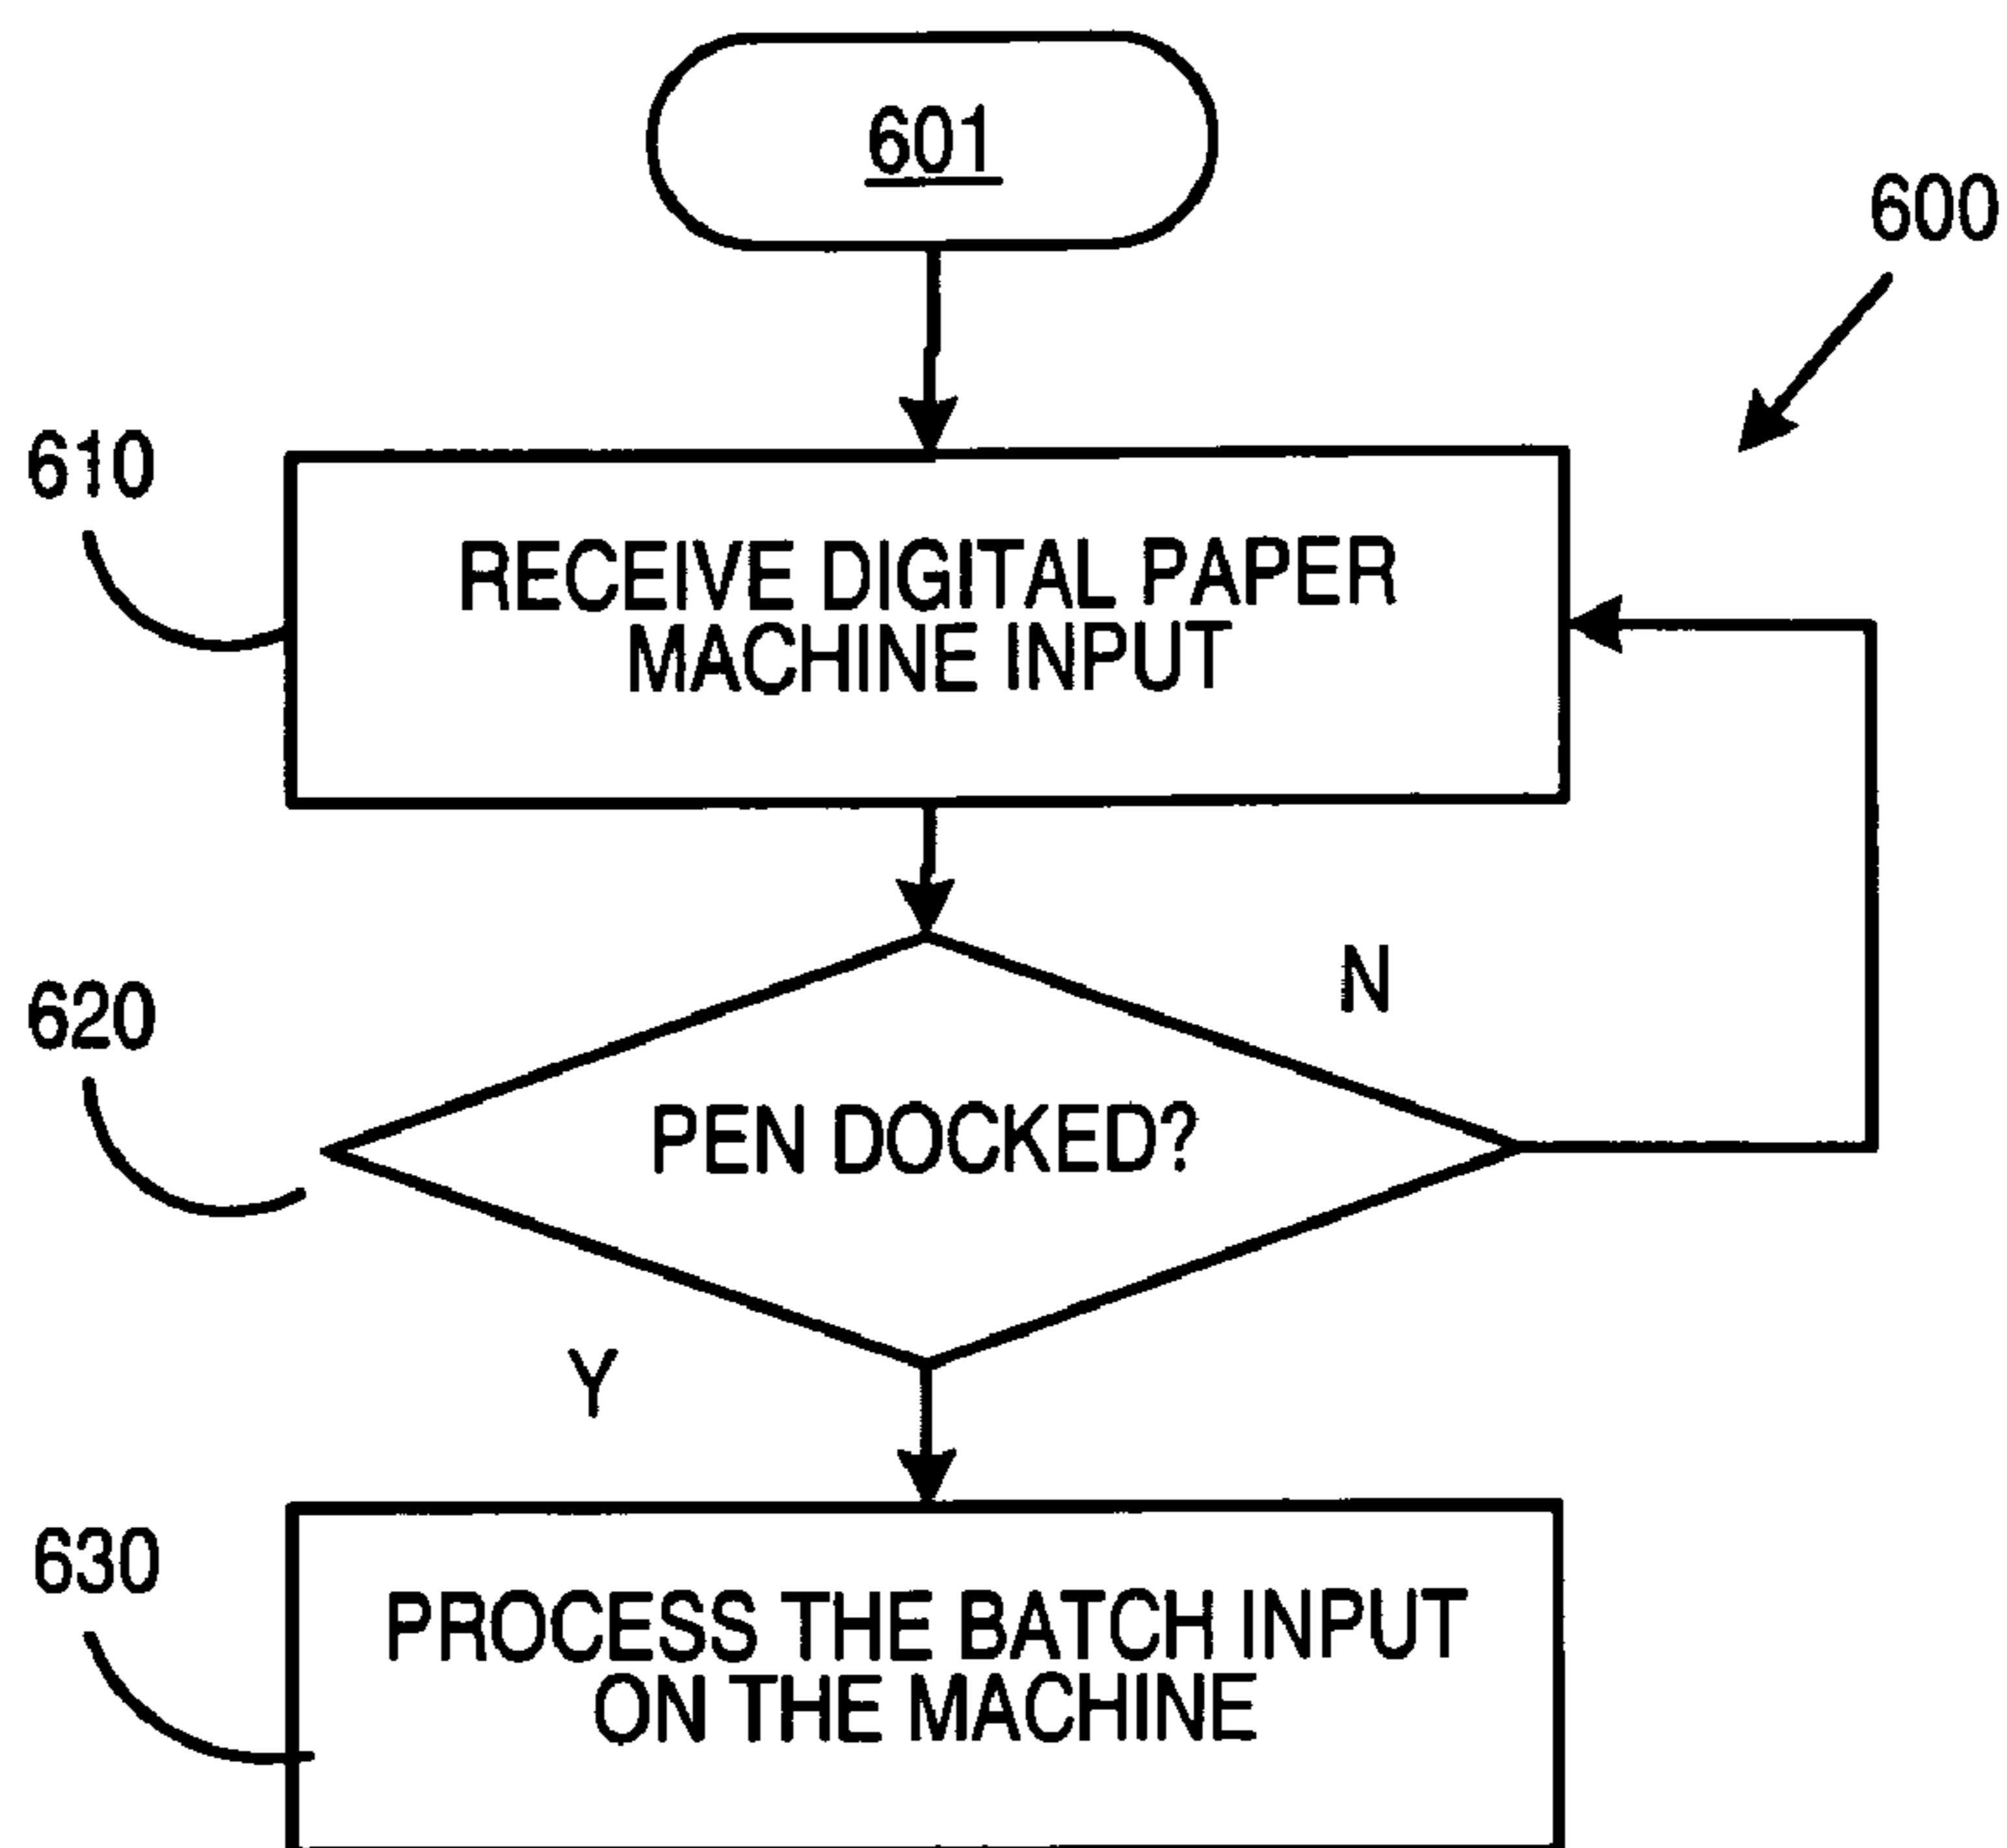 601
600
610
RECEIVE DIGITAL PAPER
MACHINE INPUT
620
N
PEN DOCKED?
Y
630
PROCESS THE BATCH INPUT
ON THE MACHINE